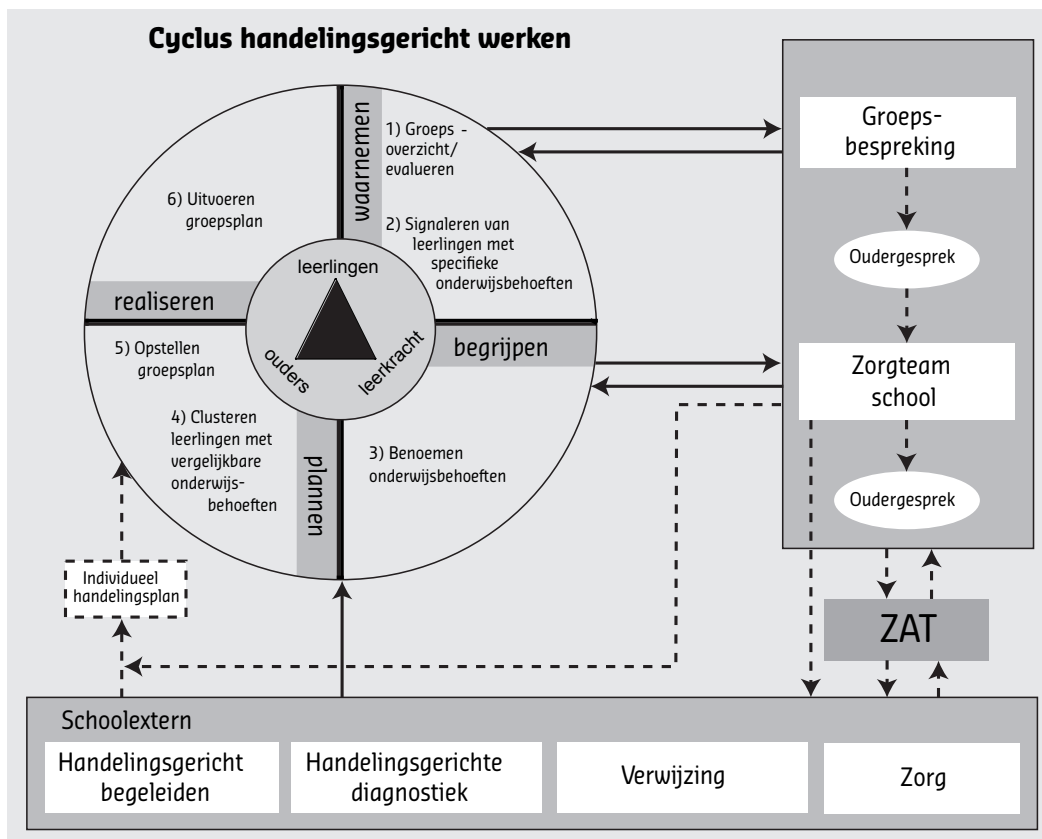 Cyclus handelingsgericht werken
waarnemen
1) Groeps -
overzicht/
evalueren
2) Signaleren van
leerlingen met
specifieke
onderwijsbehoeften
begrijpen
3) Benoemen
onderwijsbehoeften
plannen
4) Clusteren
leerlingen met
vergelijkbare
onderwijs-
behoeften
5) Opstellen
groepsplan
realiseren
6) Uitvoeren
groepsplan
leerlingen
ouders
leerkracht
Groeps-
bespreking
Oudergesprek
Zorgteam
school
Oudergesprek
ZAT
Individueel
handelingsplan
Schoolextern
Handelingsgericht
begeleiden
Handelingsgerichte
diagnostiek
Verwijzing
Zorg